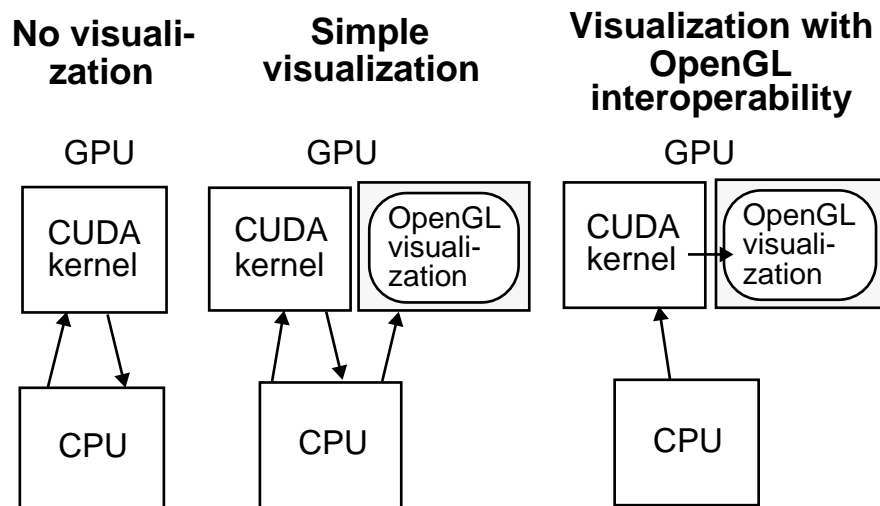 No visuali-
zation
GPU
CUDA
kernel
CPU
Simple
visualization
GPU
CUDA
kernel
OpenGL
visuali-
zation
CPU
Visualization with
OpenGL
interoperability
GPU
CUDA
kernel
OpenGL
visuali-
zation
CPU